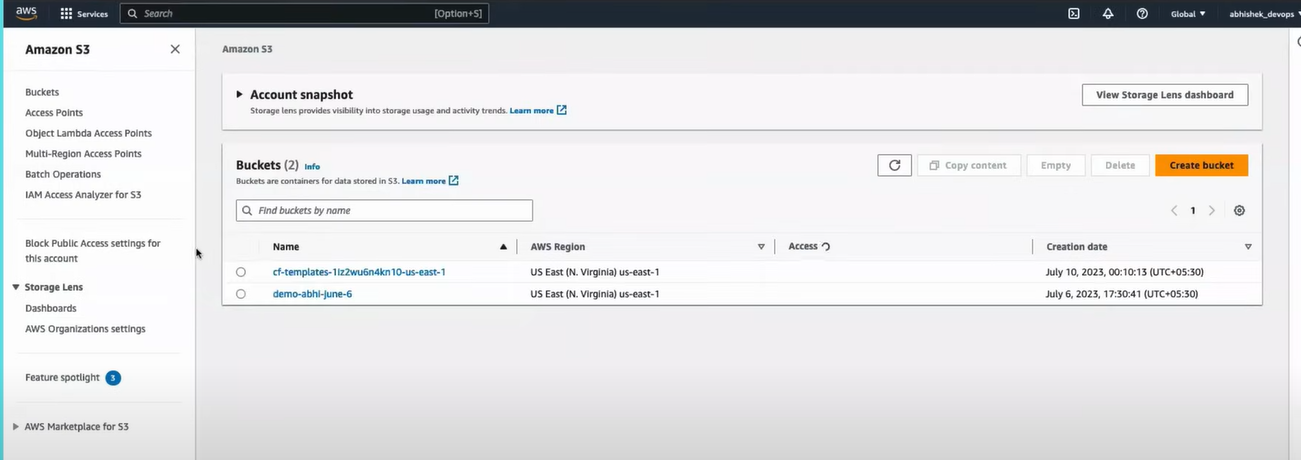 aws
Services
Search
[Option+S]
Global
abhishek_devops
Amazon S3
Buckets
Access Points
Object Lambda Access Points
Multi-Region Access Points
Batch Operations
IAM Access Analyzer for S3
Block Public Access settings for
this account
Storage Lens
Dashboards
AWS Organizations settings
Feature spotlight 3
AWS Marketplace for S3
Amazon S3
Account snapshot
Storage lens provides visibility into storage usage and activity trends. Learn more
View Storage Lens dashboard
Buckets (2) Info
Buckets are containers for data stored in S3. Learn more
Copy content
Empty
Delete
Create bucket
Find buckets by name
1
Name AWS Region Access Creation date
cf-templates-1lz2wu6n4kn10-us-east-1 US East (N. Virginia) us-east-1 July 10, 2023, 00:10:13 (UTC+05:30)
demo-abhi-june-6 US East (N. Virginia) us-east-1 July 6, 2023, 17:30:41 (UTC+05:30)